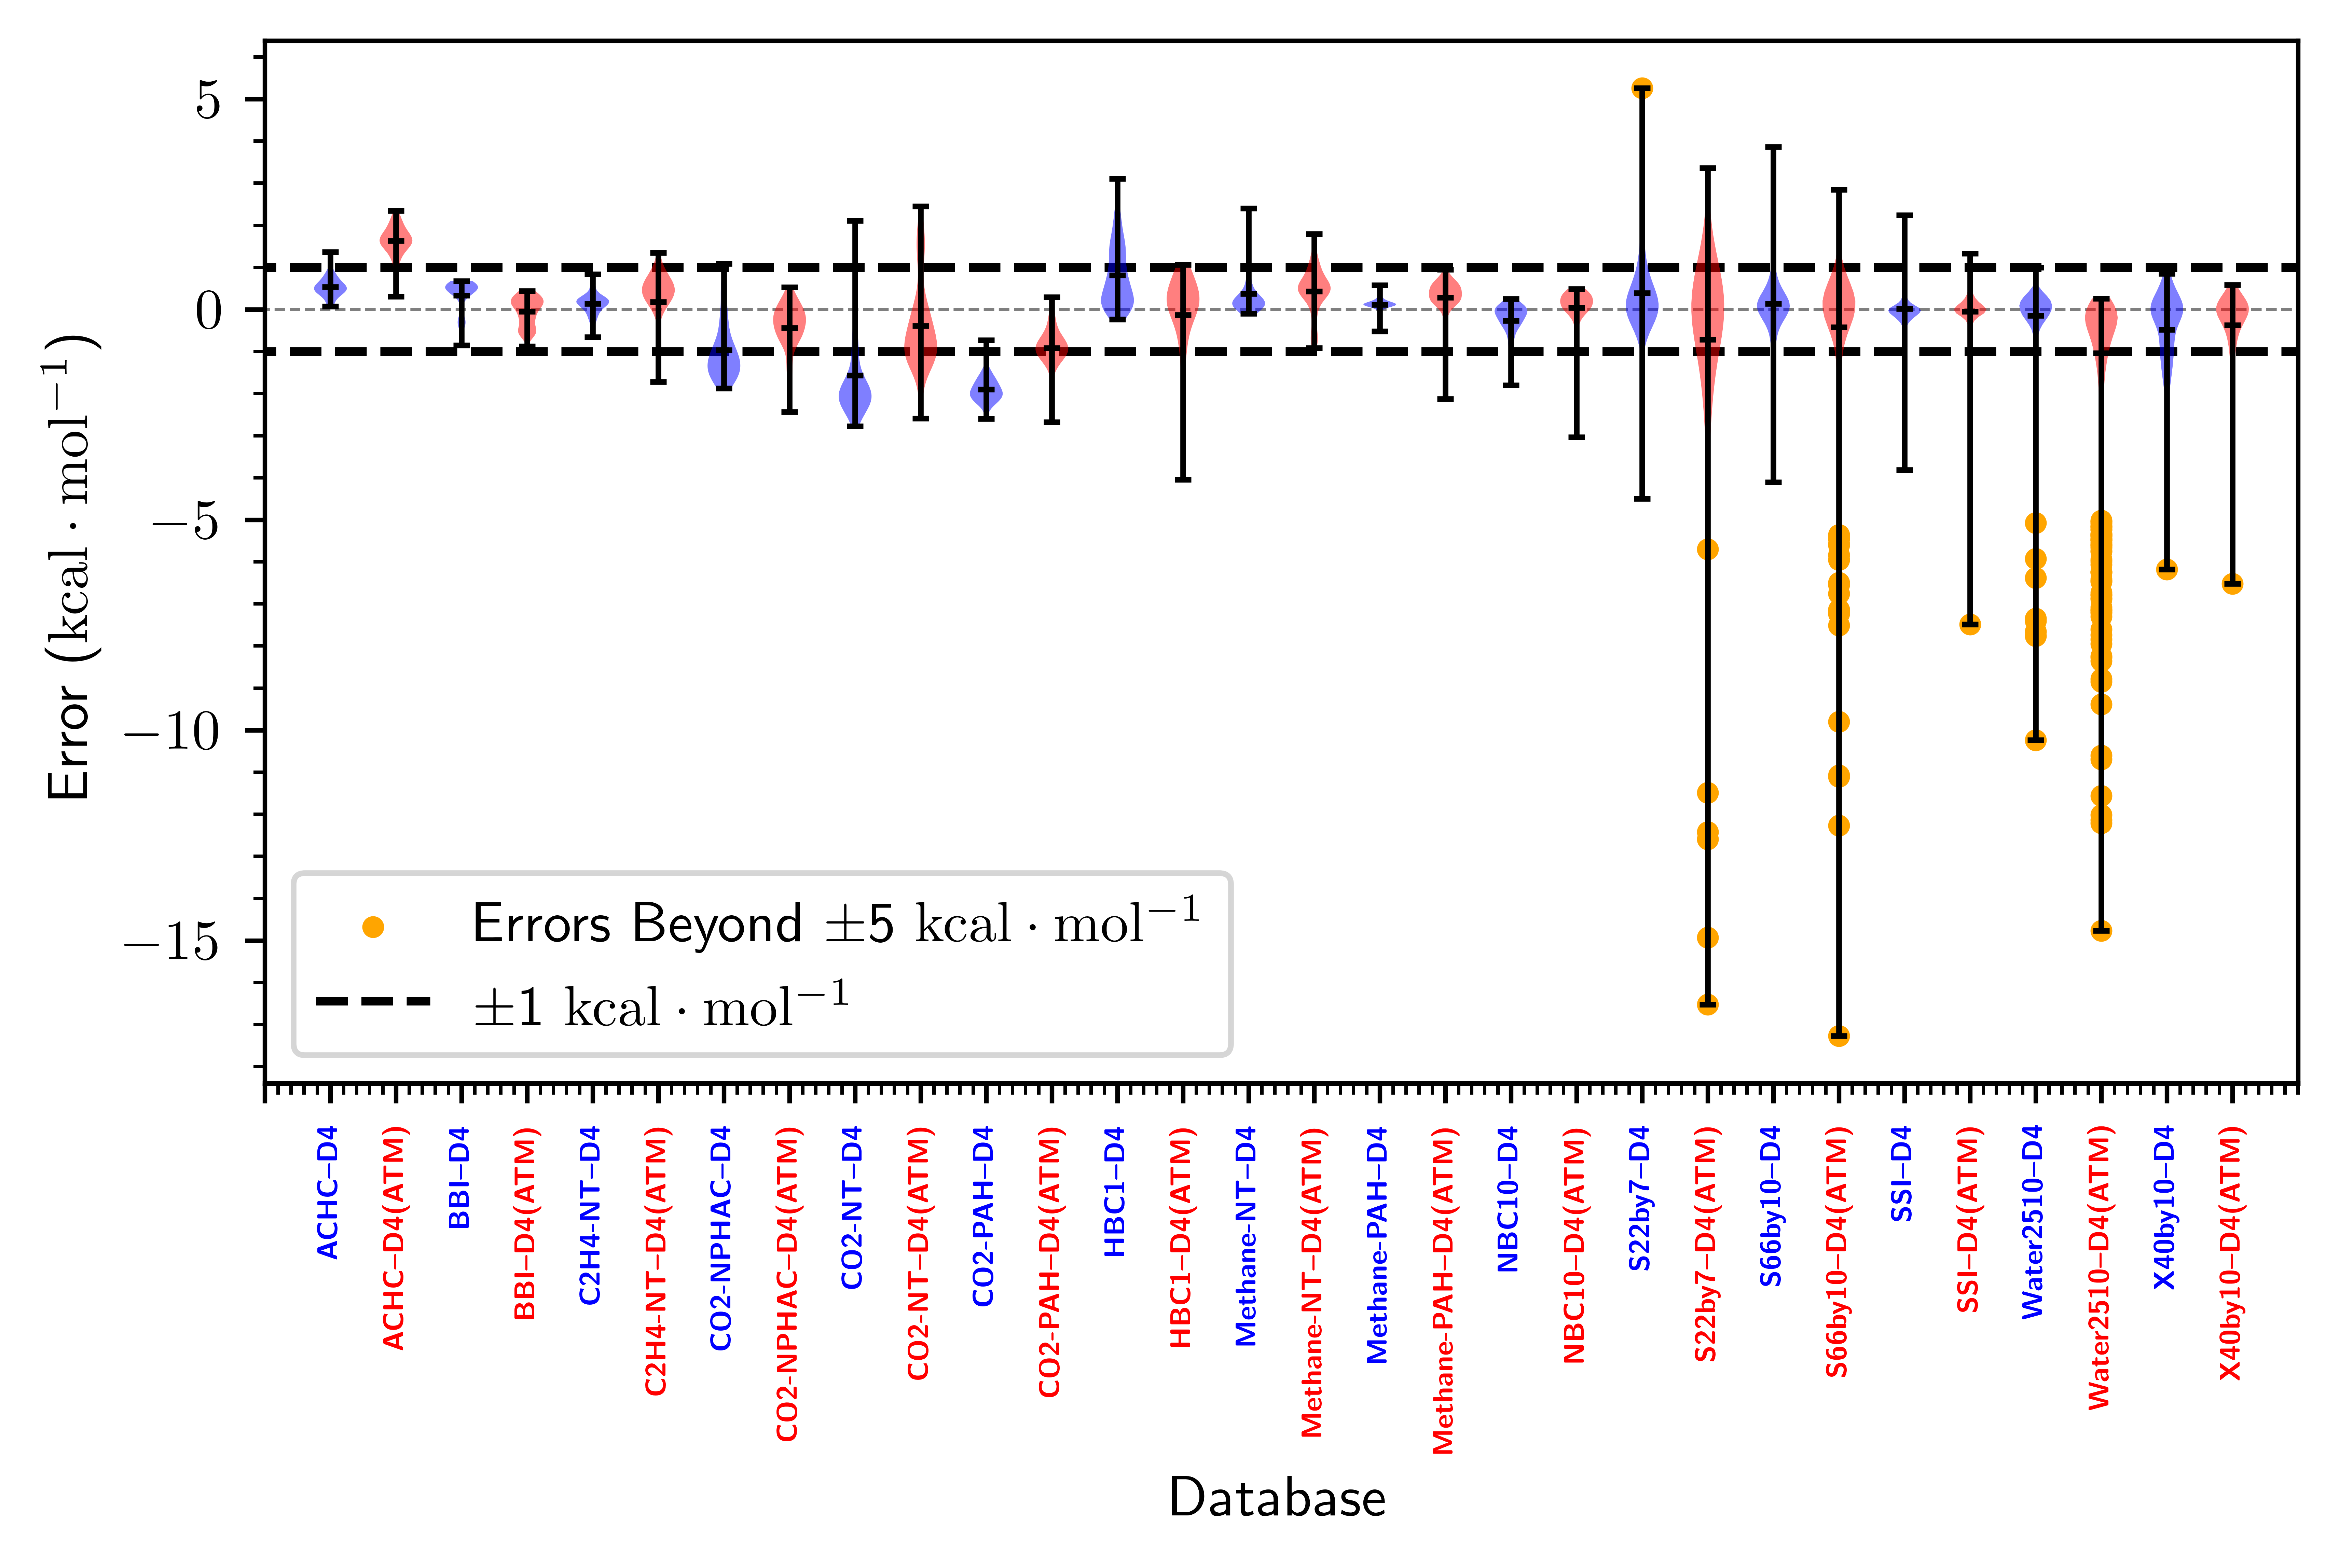 Error (kcal · mol⁻¹)
5
0
−5
−10
−15
Errors Beyond ±5 kcal · mol⁻¹
±1 kcal · mol⁻¹
ACHC–D4
ACHC–D4(ATM)
BBI–D4
BBI–D4(ATM)
C2H4-NT–D4
C2H4-NT–D4(ATM)
CO2-NPHAC–D4
CO2-NPHAC–D4(ATM)
CO2-NT–D4
CO2-NT–D4(ATM)
CO2-PAH–D4
CO2-PAH–D4(ATM)
HBC1–D4
HBC1–D4(ATM)
Methane-NT–D4
Methane-NT–D4(ATM)
Methane-PAH–D4
Methane-PAH–D4(ATM)
NBC10–D4
NBC10–D4(ATM)
S22by7–D4
S22by7–D4(ATM)
S66by10–D4
S66by10–D4(ATM)
SSI–D4
SSI–D4(ATM)
Water2510–D4
Water2510–D4(ATM)
X40by10–D4
X40by10–D4(ATM)
Database